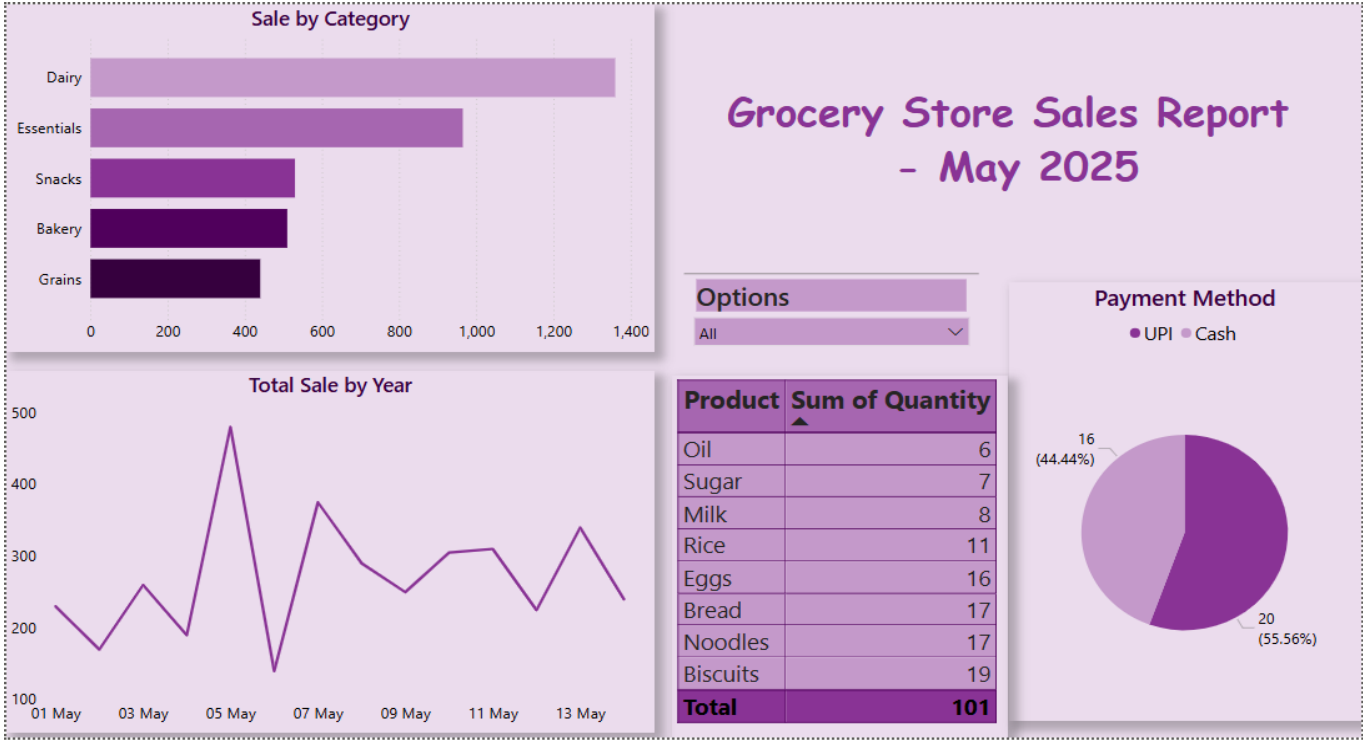 Sale by Category
Dairy
Essentials
Snacks
Bakery
Grains
0 200 400 600 800 1,000 1,200 1,400
Grocery Store Sales Report
- May 2025
Options
All
Payment Method
UPI Cash
16
(44.44%)
20
(55.56%)
Total Sale by Year
500
400
300
200
100
01 May 03 May 05 May 07 May 09 May 11 May 13 May
Product Sum of Quantity
Oil 6
Sugar 7
Milk 8
Rice 11
Eggs 16
Bread 17
Noodles 17
Biscuits 19
Total 101